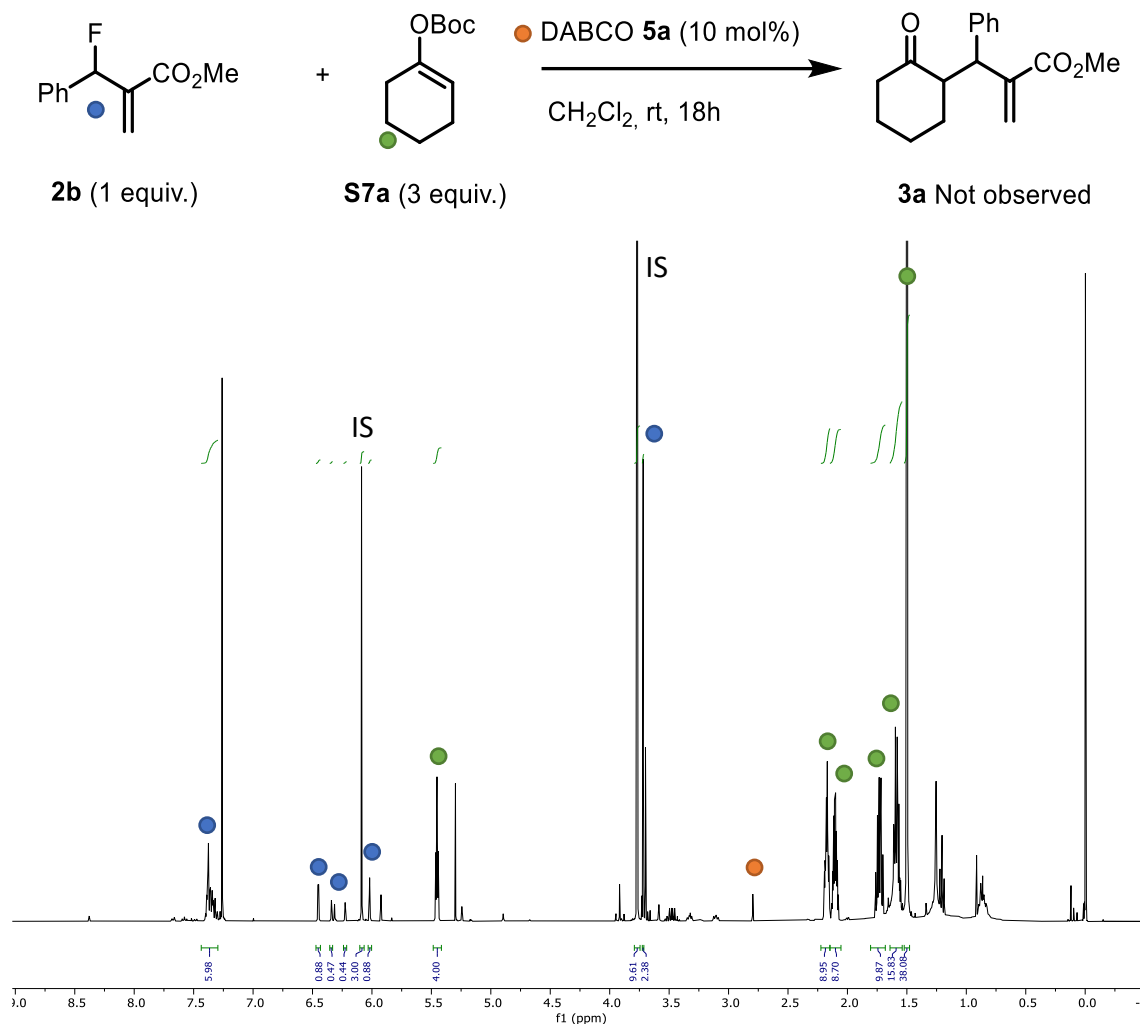 F
OBoc
DABCO 5a (10 mol%)
O
Ph
Ph
CO2Me
+
CO2Me
CH2Cl2, rt, 18h
2b (1 equiv.)
S7a (3 equiv.)
3a Not observed
IS
IS
5.98
0.88
0.47
0.44
3.00
0.88
4.00
9.61
2.38
8.95
8.70
9.87
15.83
38.08
8.5 8.0 7.5 7.0 6.5 6.0 5.5 5.0 4.5 4.0 3.5 3.0 2.5 2.0 1.5 1.0 0.5 0.0
f1 (ppm)